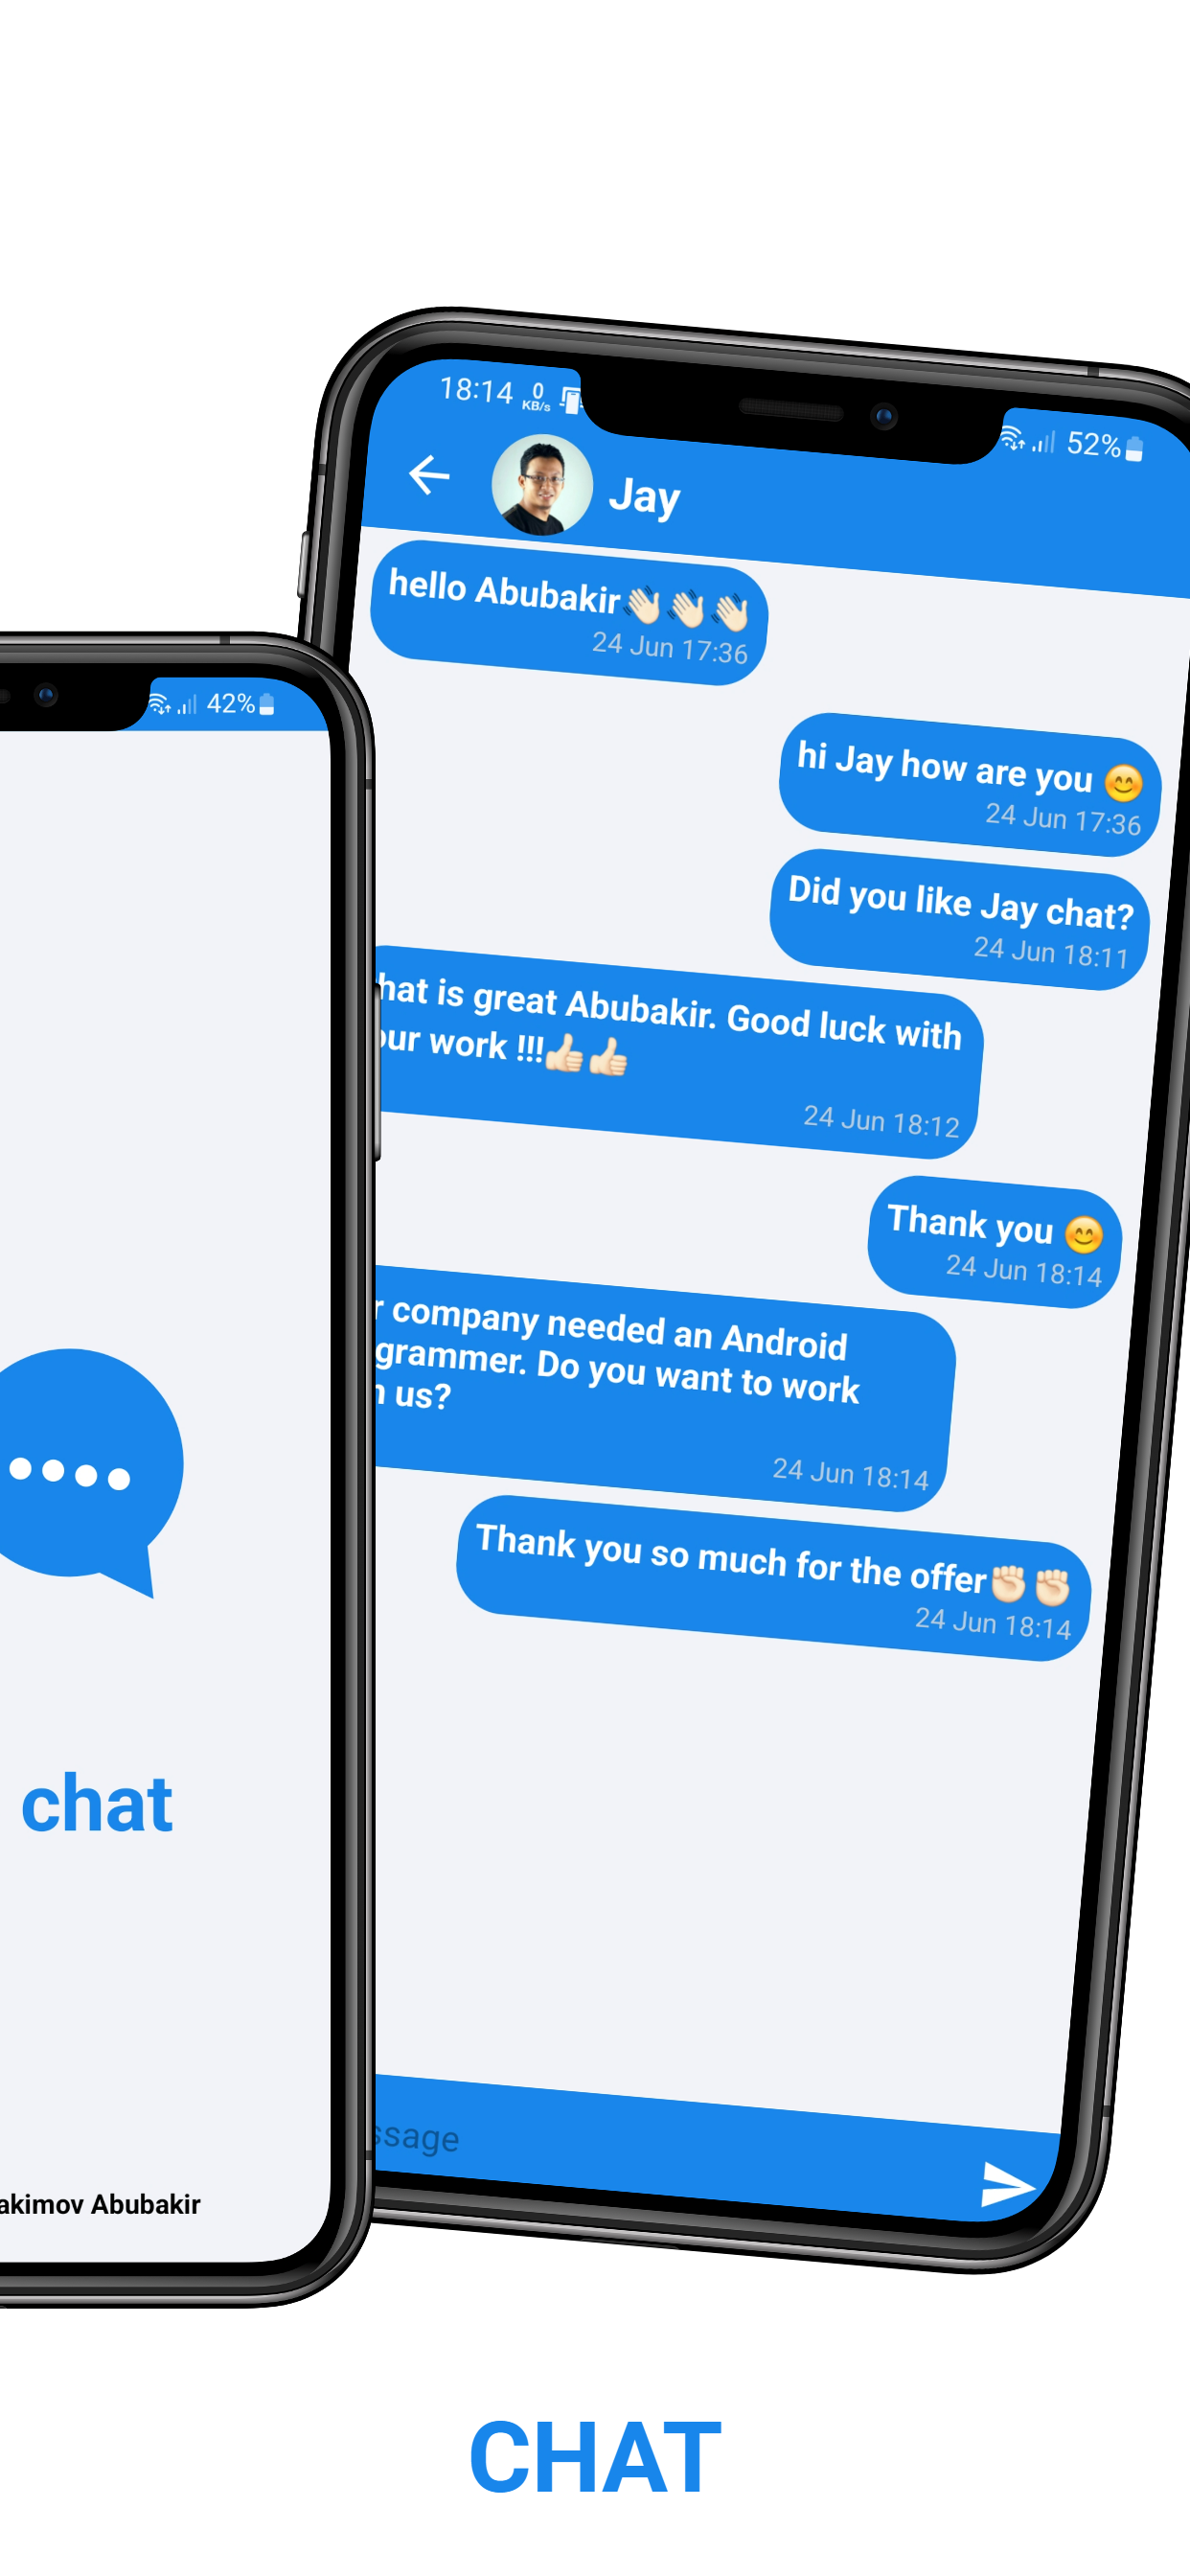 18:14 0 KB/s 52%
Jay
hello Abubakir👋🏻👋🏻👋🏻
24 Jun 17:36
hi Jay how are you 😊
24 Jun 17:36
Did you like Jay chat?
24 Jun 18:11
hat is great Abubakir. Good luck with
our work !!!👍🏻👍🏻
24 Jun 18:12
Thank you 😊
24 Jun 18:14
r company needed an Android
grammer. Do you want to work
us?
24 Jun 18:14
Thank you so much for the offer✊🏻✊🏻
24 Jun 18:14
ssage
42%
chat
akimov Abubakir
CHAT